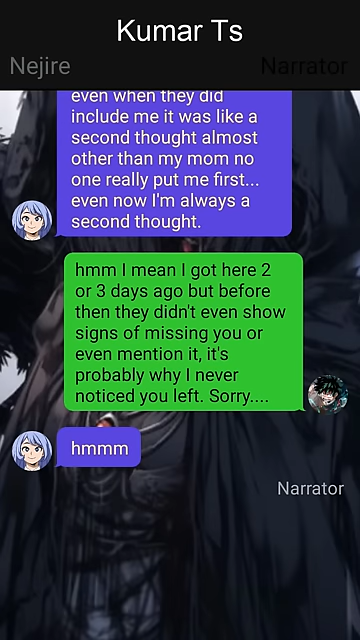 Kumar Ts
Nejire
Narrator
even when they did
include me it was like a
second thought almost
other than my mom no
one really put me first...
even now I'm always a
second thought.
hmm I mean I got here 2
or 3 days ago but before
then they didn't even show
signs of missing you or
even mention it, it's
probably why I never
noticed you left. Sorry....
hmmm
Narrator